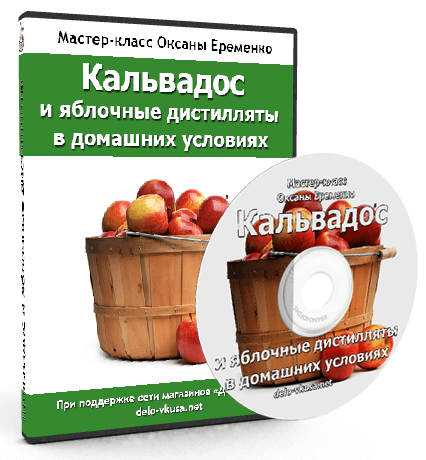 Мастер-класс Оксаны Еременко
Кальвадос
и яблочные дистилляты
в домашних условиях
При поддержке сети магазинов «Д
delo-vkusa.net
Мастер-класс
Оксаны Еременко
Кальвадос
и яблочные дистилляты
в домашних условиях
delo-vkusa.net